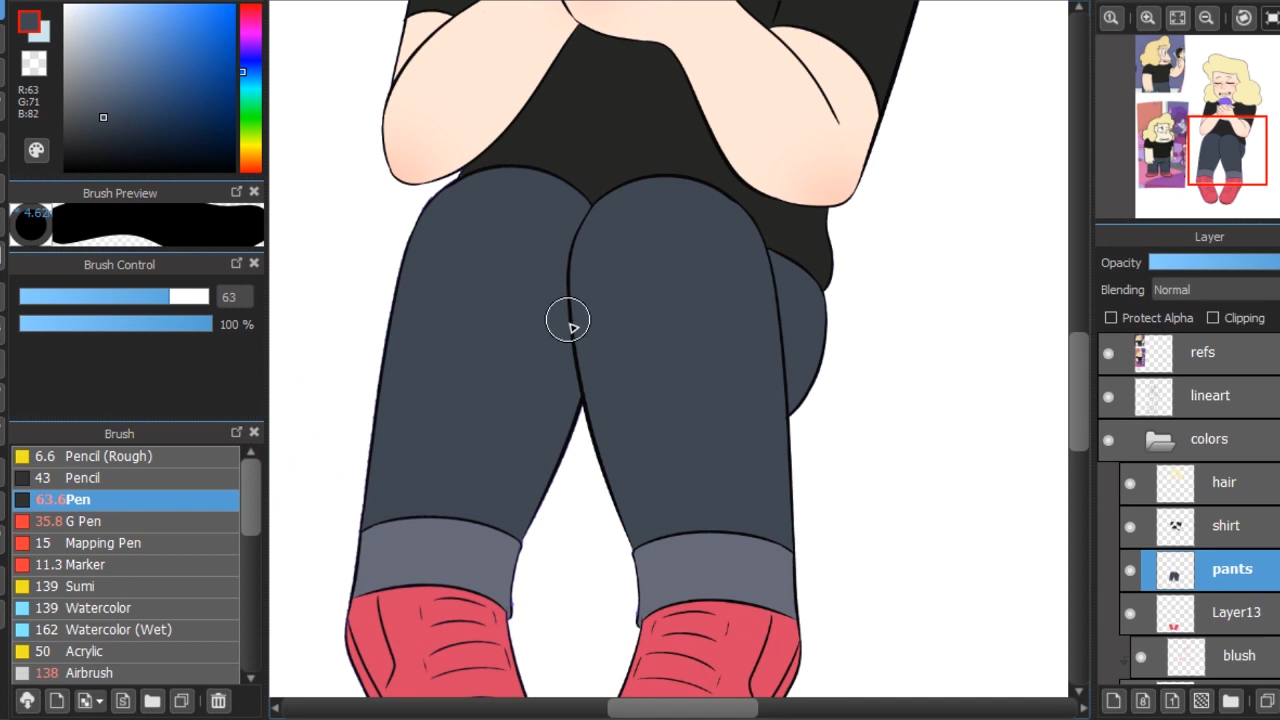 R:63
G:71
B:82
Brush Preview
Brush Control
63
100 %
Brush
6.6 Pencil (Rough)
43 Pencil
63.6 Pen
35.8 G Pen
15 Mapping Pen
11.3 Marker
139 Sumi
139 Watercolor
162 Watercolor (Wet)
50 Acrylic
138 Airbrush
Layer
Opacity
Blending Normal
Protect Alpha Clipping
refs
lineart
colors
hair
shirt
pants
Layer13
blush